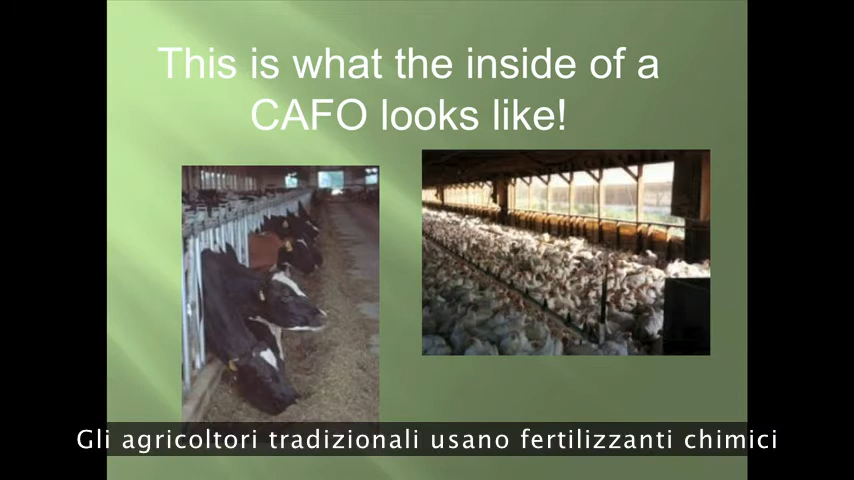 This is what the inside of a
CAFO looks like!
Gli agricoltori tradizionali usano fertilizzanti chimici